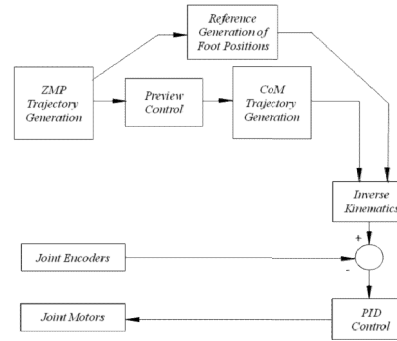 Reference
Generation of
Foot Positions
ZMP
Trajectory
Generation
Preview
Control
CoM
Trajectory
Generation
Inverse
Kinematics
+
-
Joint Encoders
Joint Motors
PID
Control